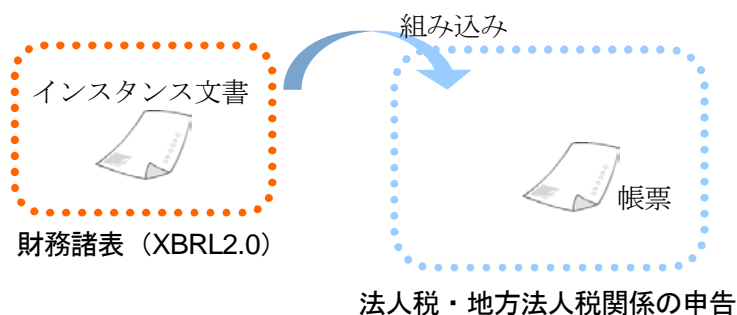 組み込み
インスタンス文書
帳票
財務諸表（XBRL2.0）
法人税・地方法人税関係の申告